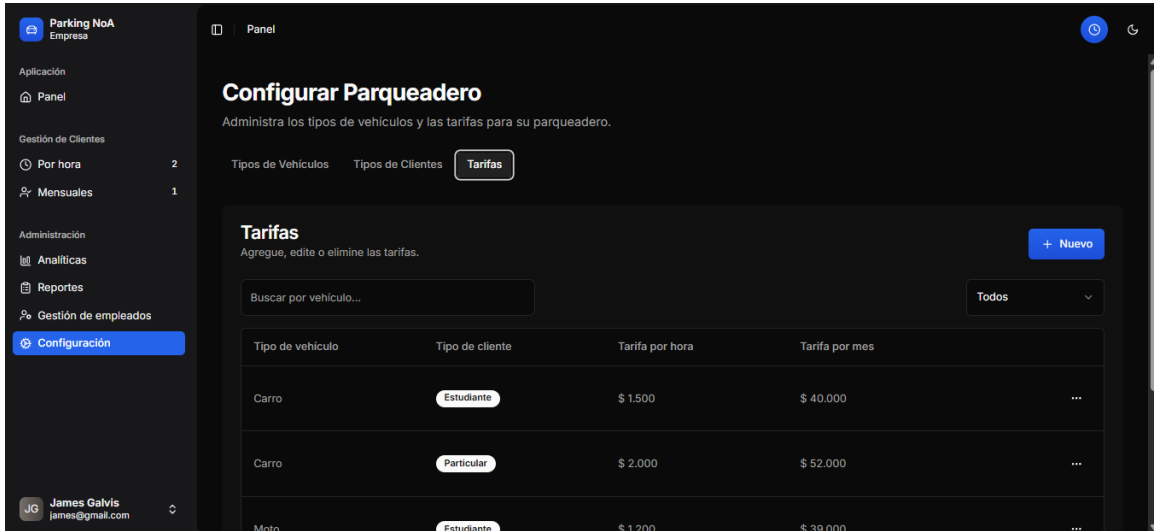 Parking NoA
Empresa
Aplicación
Panel
Gestión de Clientes
Por hora 2
Mensuales 1
Administración
Analíticas
Reportes
Gestión de empleados
Configuración
JG
James Galvis
james@gmail.com
Panel
Configurar Parqueadero
Administra los tipos de vehículos y las tarifas para su parqueadero.
Tipos de Vehículos Tipos de Clientes Tarifas
Tarifas
Agregue, edite o elimine las tarifas.
+ Nuevo
Buscar por vehículo...
Todos
Tipo de vehículo Tipo de cliente Tarifa por hora Tarifa por mes
Carro Estudiante $ 1.500 $ 40.000 ...
Carro Particular $ 2.000 $ 52.000 ...
Moto Estudiante $ 1.200 $ 39.000 ...